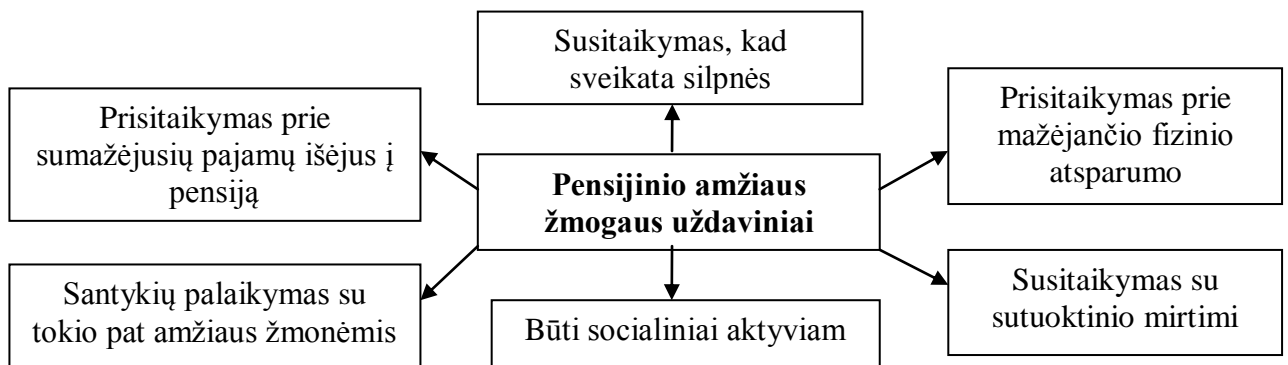 Susitaikymas, kad
sveikata silpnės
Prisitaikymas prie
sumažėjusių pajamų išėjus į
pensiją
Prisitaikymas prie
mažėjančio fizinio
atsparumo
Pensijinio amžiaus
žmogaus uždaviniai
Santykių palaikymas su
tokio pat amžiaus žmonėmis
Būti socialiniai aktyviam
Susitaikymas su
sutuoktinio mirtimi